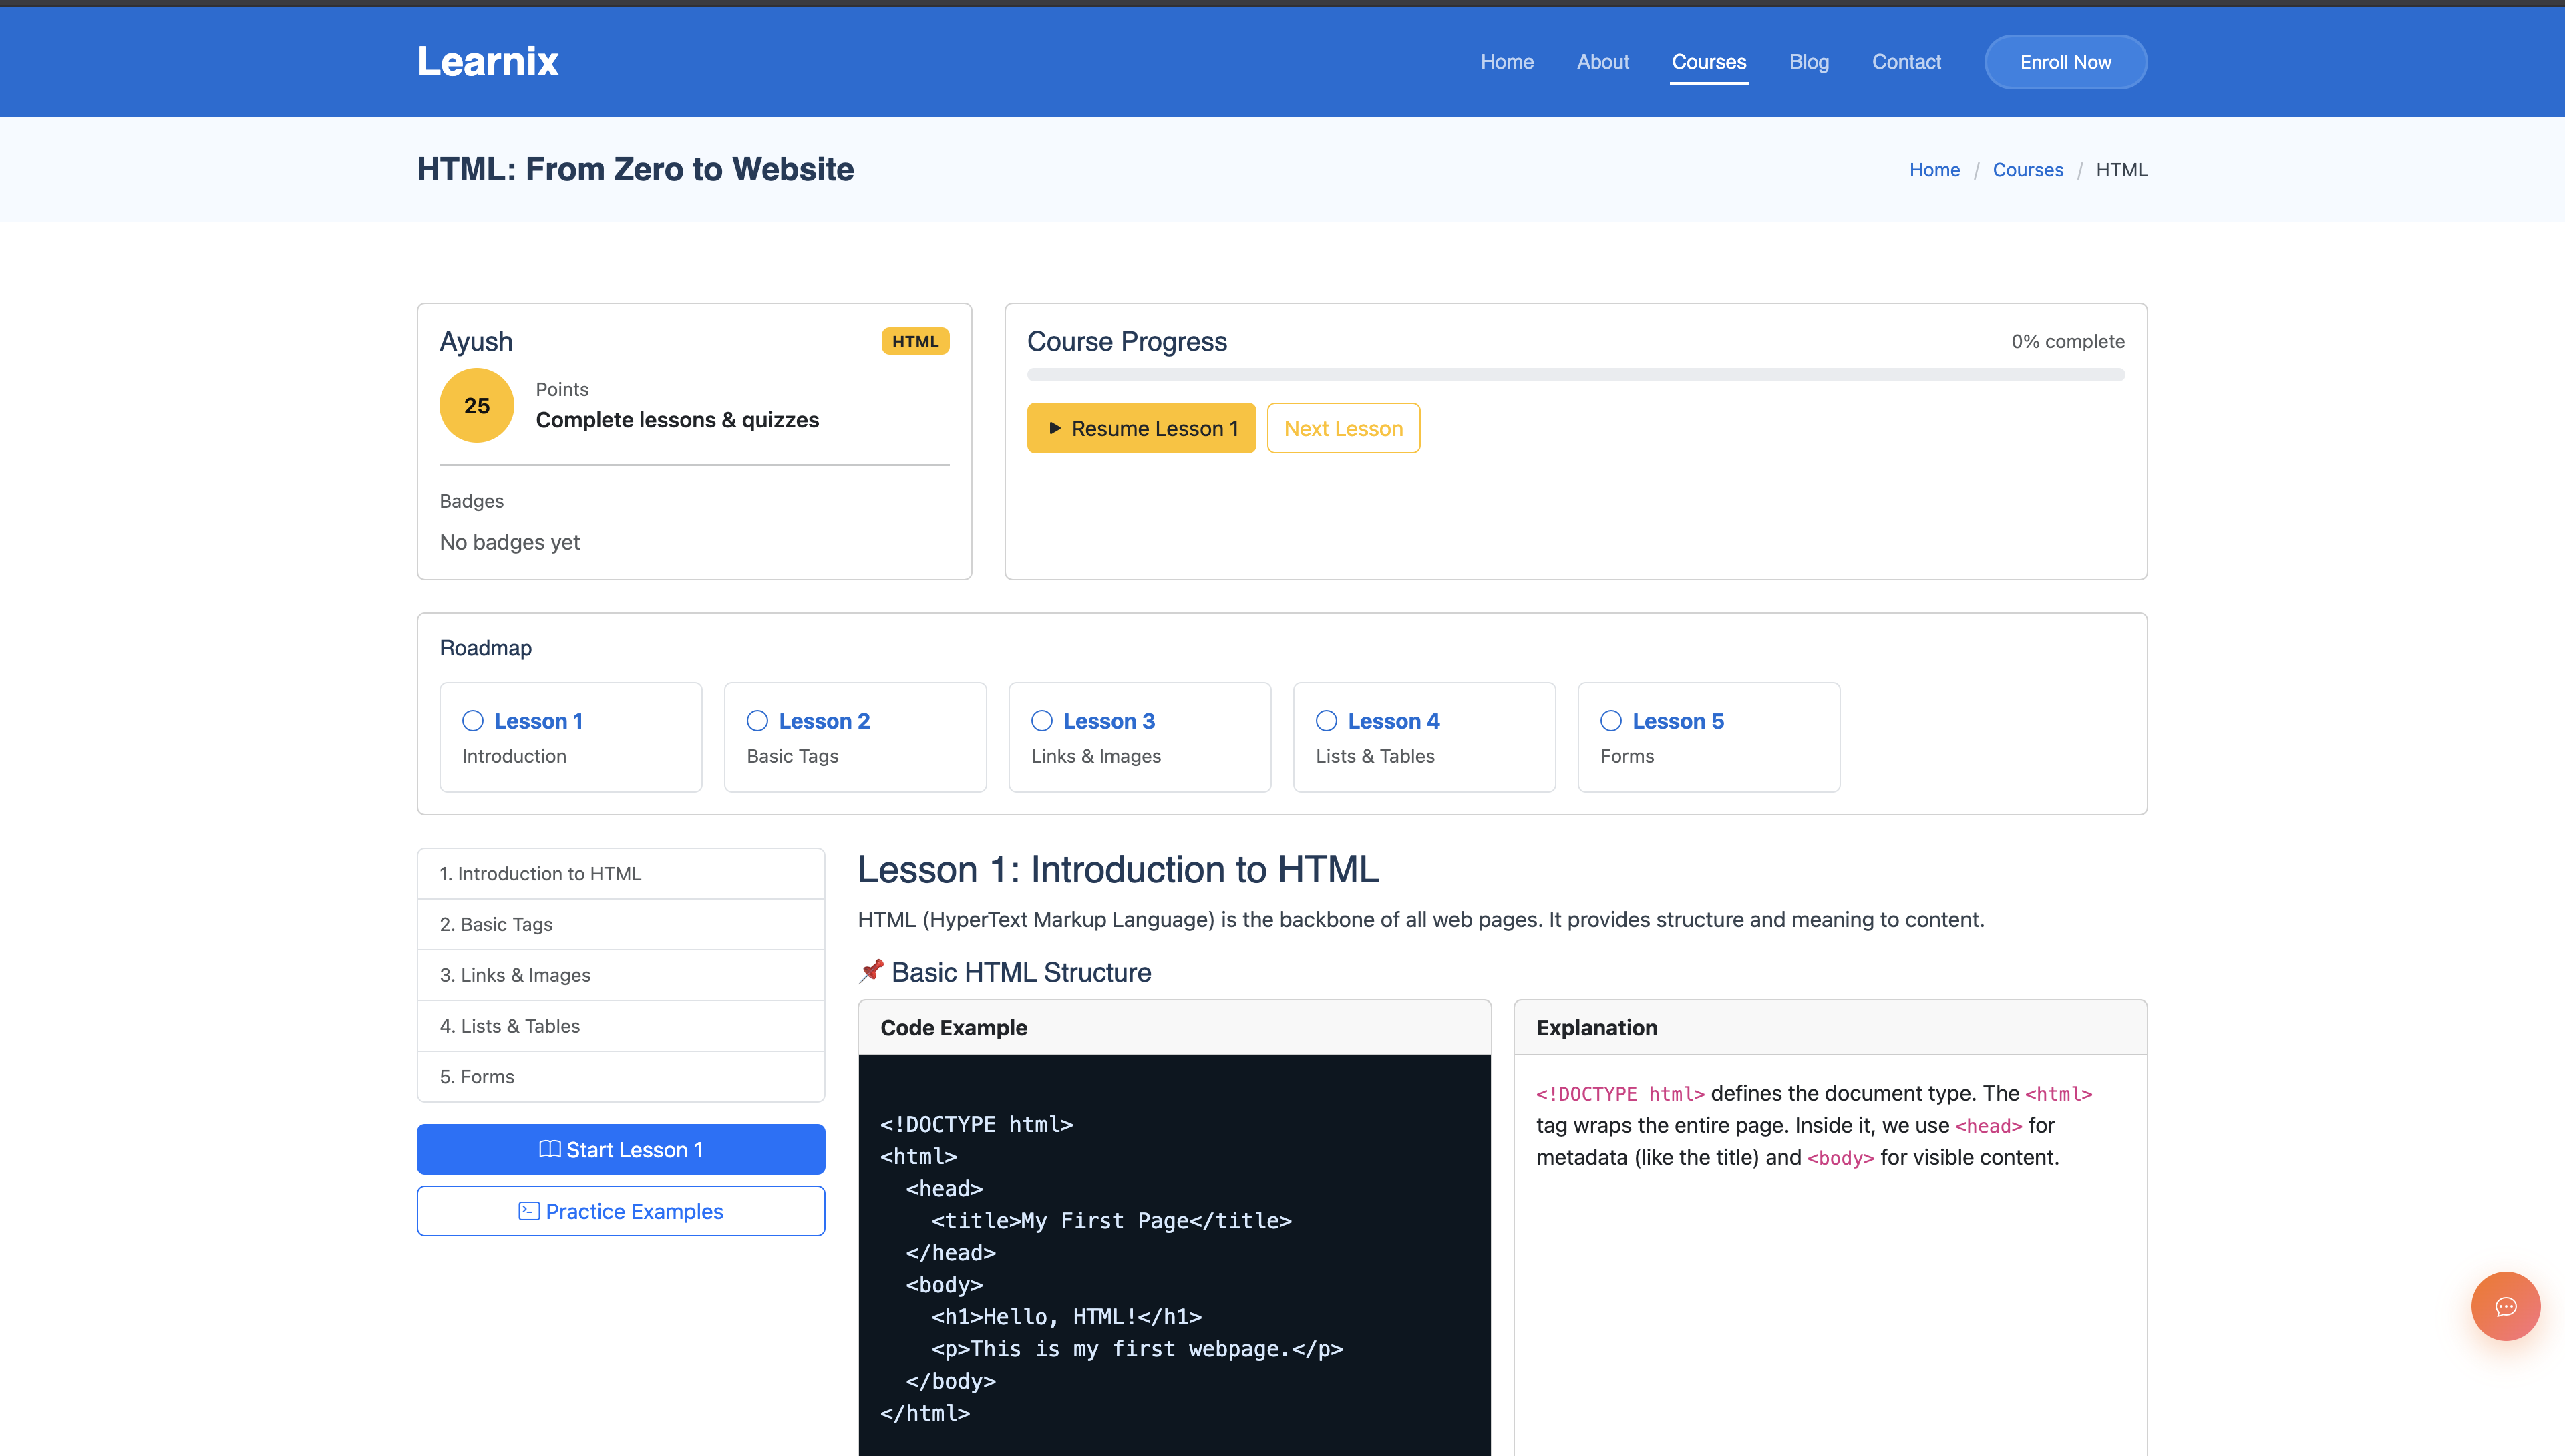 Learnix
Home About Courses Blog Contact Enroll Now
HTML: From Zero to Website
Home / Courses / HTML
Ayush
HTML
25
Points
Complete lessons & quizzes
Badges
No badges yet
Course Progress
0% complete
Resume Lesson 1
Next Lesson
Roadmap
Lesson 1
Introduction
Lesson 2
Basic Tags
Lesson 3
Links & Images
Lesson 4
Lists & Tables
Lesson 5
Forms
1. Introduction to HTML
2. Basic Tags
3. Links & Images
4. Lists & Tables
5. Forms
Start Lesson 1
Practice Examples
Lesson 1: Introduction to HTML
HTML (HyperText Markup Language) is the backbone of all web pages. It provides structure and meaning to content.
📌 Basic HTML Structure
Code Example
<!DOCTYPE html>
<html>
  <head>
    <title>My First Page</title>
  </head>
  <body>
    <h1>Hello, HTML!</h1>
    <p>This is my first webpage.</p>
  </body>
</html>
Explanation
<!DOCTYPE html> defines the document type. The <html>
tag wraps the entire page. Inside it, we use <head> for
metadata (like the title) and <body> for visible content.